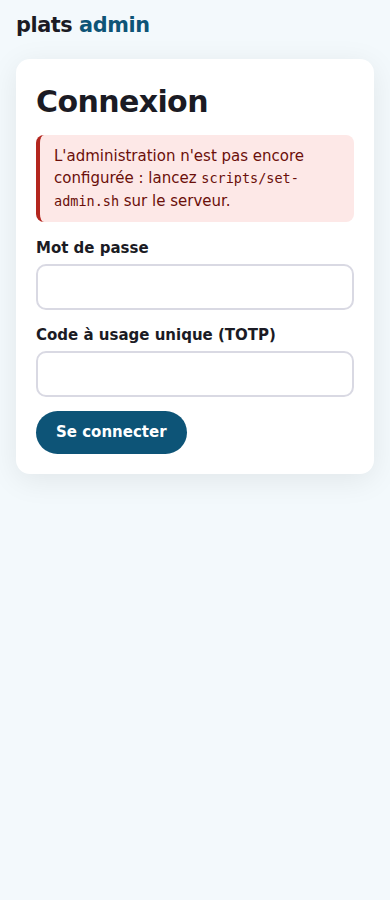 plats admin
Connexion
L'administration n'est pas encore
configurée : lancez scripts/set-
admin.sh sur le serveur.
Mot de passe
Code à usage unique (TOTP)
Se connecter